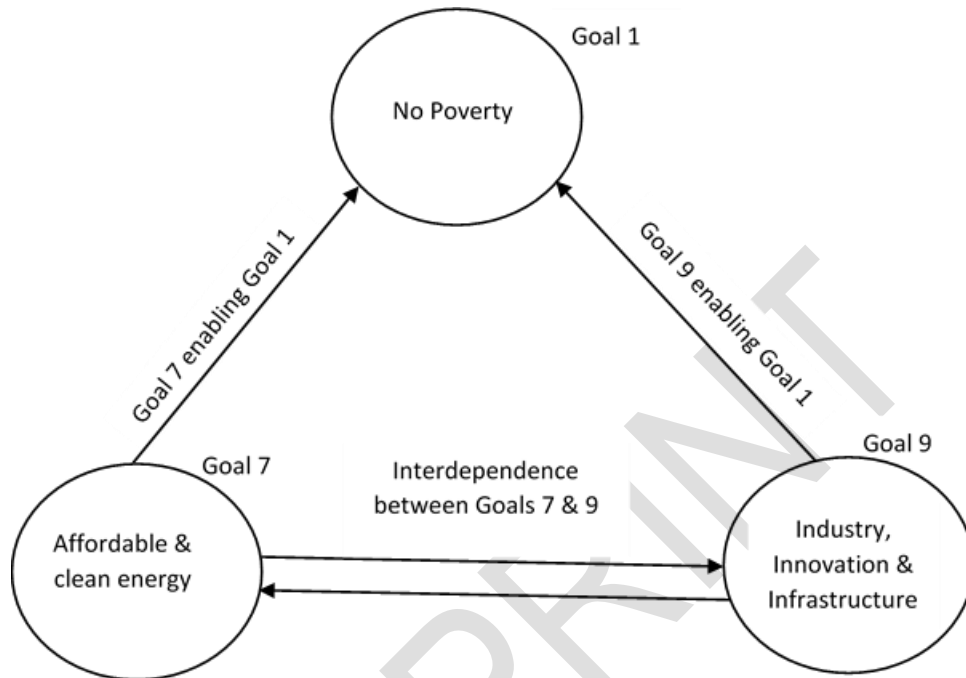 Goal 1
No Poverty
Goal 7 enabling Goal 1
Goal 9 enabling Goal 1
Goal 7
Goal 9
Interdependence
between Goals 7 & 9
Affordable &
clean energy
Industry,
Innovation &
Infrastructure
PRINT